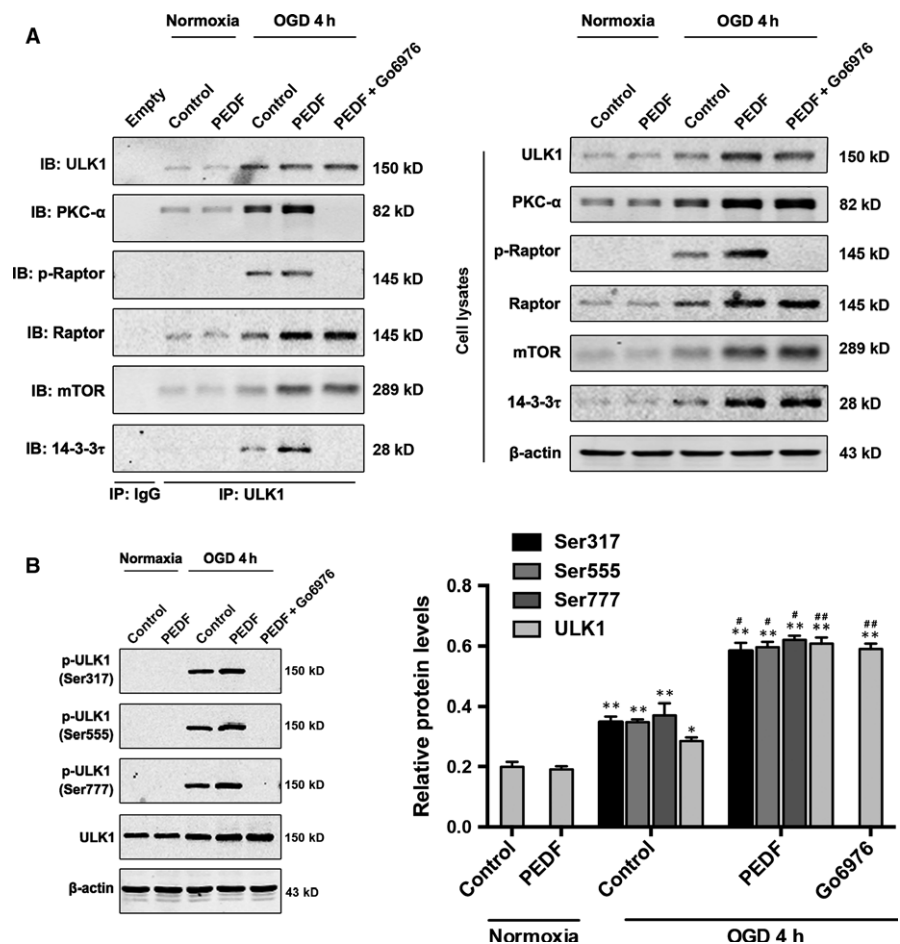 A
Normoxia OGD 4 h
Empty Control PEDF Control PEDF PEDF + Go6976
IB: ULK1 150 kD
IB: PKC-α 82 kD
IB: p-Raptor 145 kD
IB: Raptor 145 kD
IB: mTOR 289 kD
IB: 14-3-3τ 28 kD
IP: IgG IP: ULK1
Normoxia OGD 4 h
Control PEDF Control PEDF PEDF + Go6976
Cell lysates
ULK1 150 kD
PKC-α 82 kD
p-Raptor 145 kD
Raptor 145 kD
mTOR 289 kD
14-3-3τ 28 kD
β-actin 43 kD
B
Normaxia OGD 4 h
Control PEDF Control PEDF PEDF + Go6976
p-ULK1
(Ser317) 150 kD
p-ULK1
(Ser555) 150 kD
p-ULK1
(Ser777) 150 kD
ULK1 150 kD
β-actin 43 kD
Ser317
Ser555
Ser777
ULK1
Relative protein levels
0.8
0.6
0.4
0.2
0.0
** ** ** *
# # # ## ##
** ** ** ** **
Control PEDF Control PEDF Go6976
Normoxia OGD 4 h